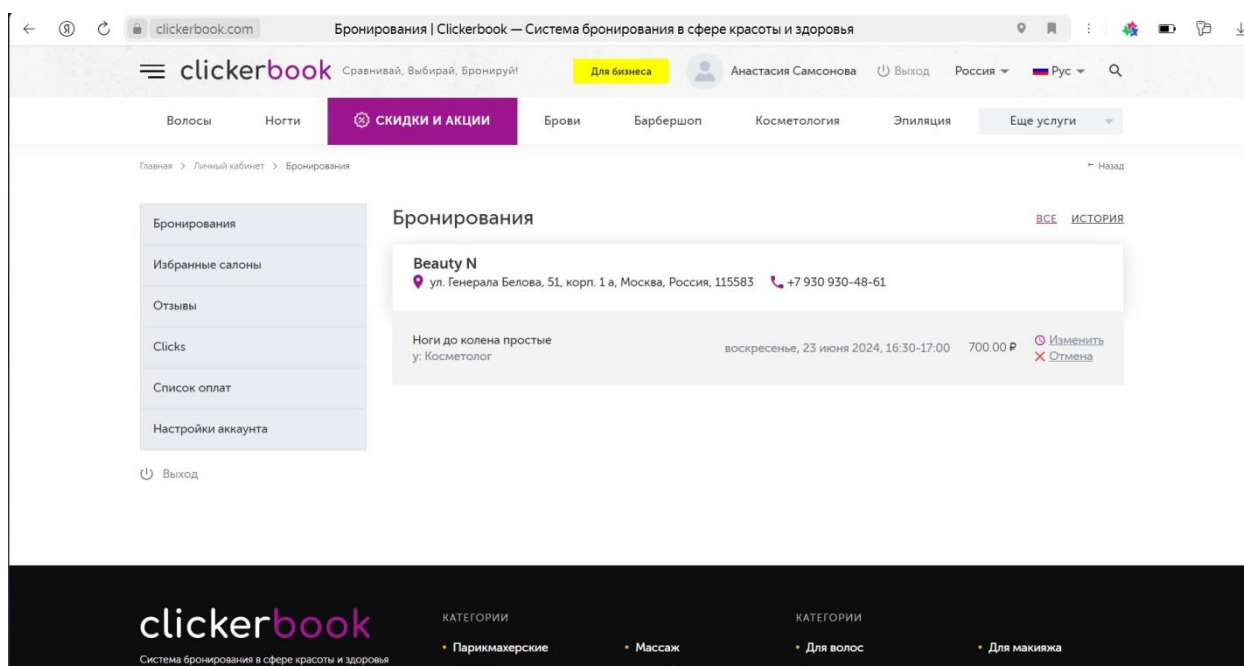 clickerbook.com Бронирования | Clickerbook — Система бронирования в сфере красоты и здоровья
clickerbook Сравнивай, Выбирай, Бронируй! Для бизнеса Анастасия Самсонова Выход Россия Рус
Волосы Ногти СКИДКИ И АКЦИИ Брови Барбершоп Косметология Эпиляция Еще услуги
Главная > Личный кабинет > Бронирования ← Назад
Бронирования
Избранные салоны
Отзывы
Clicks
Список оплат
Настройки аккаунта
Выход
Бронирования ВСЕ ИСТОРИЯ
Beauty N
ул. Генерала Белова, 51, корп. 1 а, Москва, Россия, 115583 +7 930 930-48-61
Ноги до колена простые
у: Косметолог
воскресенье, 23 июня 2024, 16:30-17:00 700.00 ₽
Изменить
Отмена
clickerbook
Система бронирования в сфере красоты и здоровья
КАТЕГОРИИ КАТЕГОРИИ
• Парикмахерские • Массаж • Для волос • Для макияжа